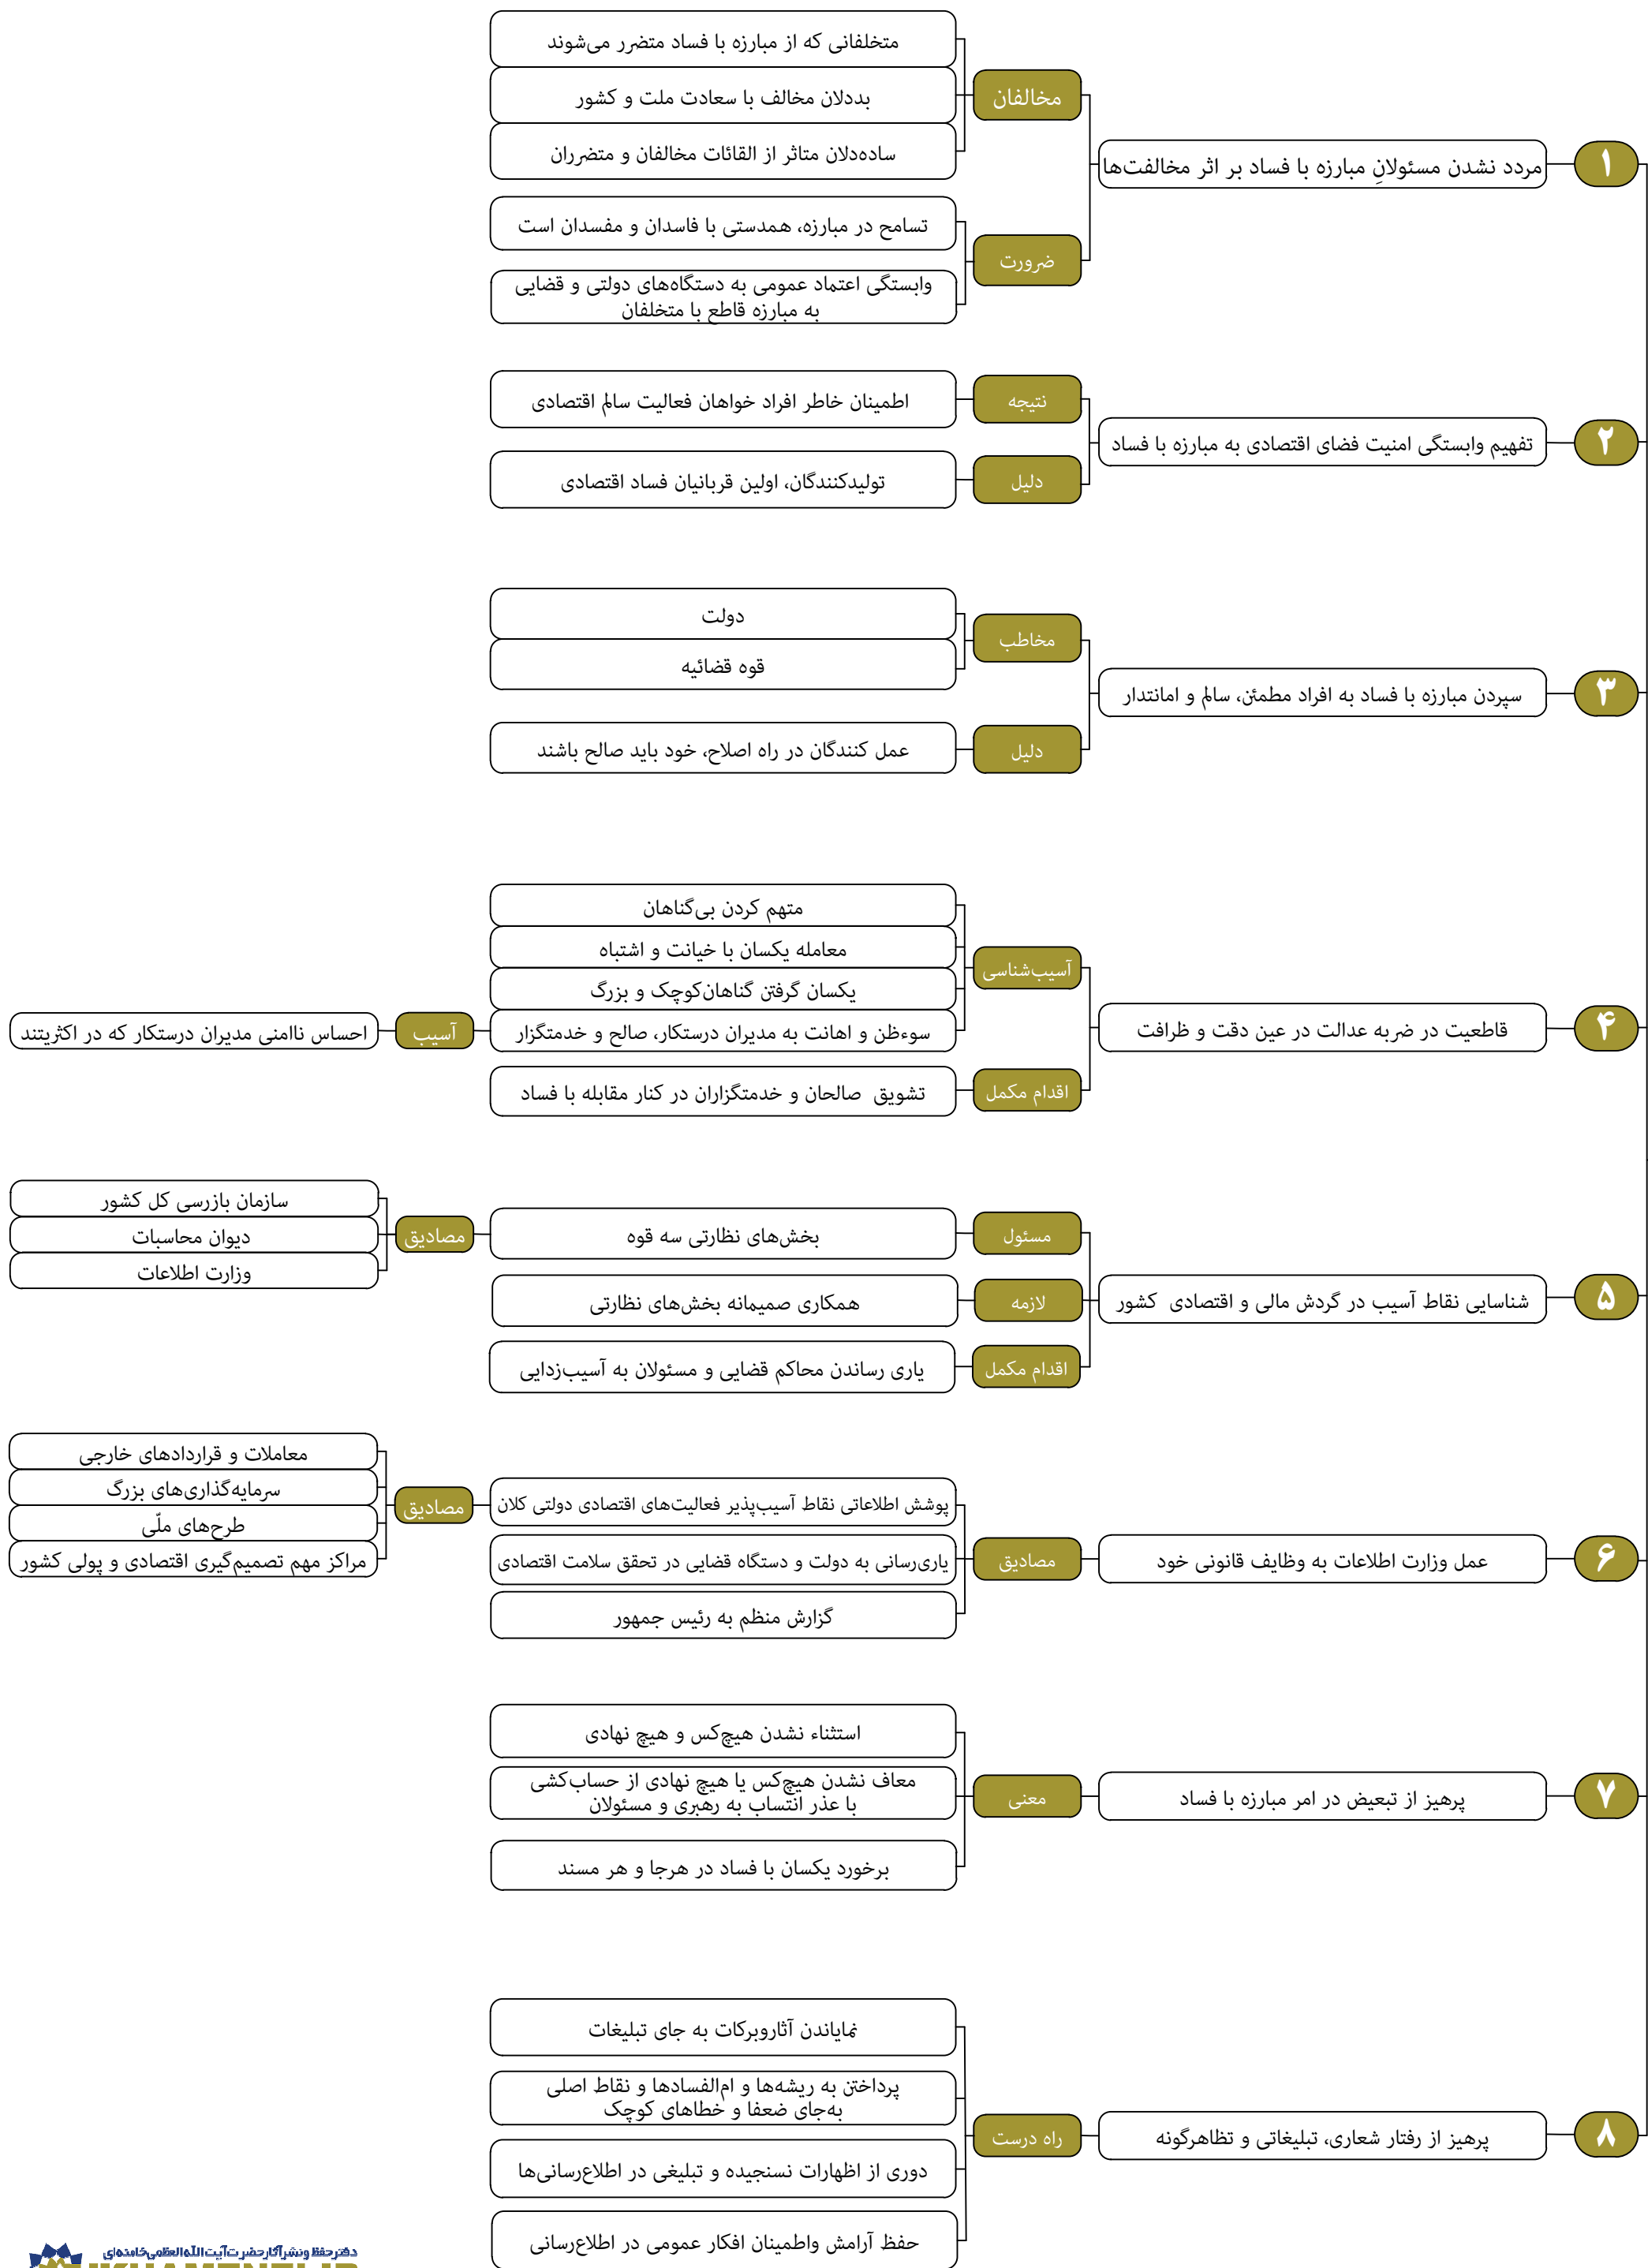 ۱
مردد نشدن مسئولانِ مبارزه با فساد بر اثر مخالفت‌ها
مخالفان
متخلفانی که از مبارزه با فساد متضرر می‌شوند
بددلان مخالف با سعادت ملت و کشور
ساده‌دلان متاثر از القائات مخالفان و متضرران
ضرورت
تسامح در مبارزه، همدستی با فاسدان و مفسدان است
وابستگی اعتماد عمومی به دستگاه‌های دولتی و قضایی
به مبارزه قاطع با متخلفان
۲
تفهیم وابستگی امنیت فضای اقتصادی به مبارزه با فساد
نتیجه
اطمینان خاطر افراد خواهان فعالیت سالم اقتصادی
دلیل
تولیدکنندگان، اولین قربانیان فساد اقتصادی
۳
سپردن مبارزه با فساد به افراد مطمئن، سالم و امانتدار
مخاطب
دولت
قوه قضائیه
دلیل
عمل کنندگان در راه اصلاح، خود باید صالح باشند
۴
قاطعیت در ضربه عدالت در عین دقت و ظرافت
آسیب‌شناسی
متهم کردن بی‌گناهان
معامله یکسان با خیانت و اشتباه
یکسان گرفتن گناهان‌کوچک و بزرگ
سوءظن و اهانت به مدیران درستکار، صالح و خدمتگزار
آسیب
احساس ناامنی مدیران درستکار که در اکثریتند
اقدام مکمل
تشویق صالحان و خدمتگزاران در کنار مقابله با فساد
۵
شناسایی نقاط آسیب در گردش مالی و اقتصادی کشور
مسئول
بخش‌های نظارتی سه قوه
مصادیق
سازمان بازرسی کل کشور
دیوان محاسبات
وزارت اطلاعات
لازمه
همکاری صمیمانه بخش‌های نظارتی
اقدام مکمل
یاری رساندن محاکم قضایی و مسئولان به آسیب‌زدایی
۶
عمل وزارت اطلاعات به وظایف قانونی خود
مصادیق
پوشش اطلاعاتی نقاط آسیب‌پذیر فعالیت‌های اقتصادی دولتی کلان
مصادیق
معاملات و قراردادهای خارجی
سرمایه‌گذاری‌های بزرگ
طرح‌های ملّی
مراکز مهم تصمیم‌گیری اقتصادی و پولی کشور
یاری‌رسانی به دولت و دستگاه قضایی در تحقق سلامت اقتصادی
گزارش منظم به رئیس جمهور
۷
پرهیز از تبعیض در امر مبارزه با فساد
معنی
استثناء نشدن هیچ‌کس و هیچ نهادی
معاف نشدن هیچ‌کس یا هیچ نهادی از حساب‌کشی
با عذر انتساب به رهبری و مسئولان
برخورد یکسان با فساد در هرجا و هر مسند
۸
پرهیز از رفتار شعاری، تبلیغاتی و تظاهرگونه
راه درست
نمایاندن آثاروبرکات به جای تبلیغات
پرداختن به ریشه‌ها و ام‌الفسادها و نقاط اصلی
به‌جای ضعفا و خطاهای کوچک
دوری از اظهارات نسنجیده و تبلیغی در اطلاع‌رسانی‌ها
حفظ آرامش واطمینان افکار عمومی در اطلاع‌رسانی
دفتر حفظ و نشر آثار حضرت آیت‌الله العظمی خامنه‌ای
KHAMENEI.IR